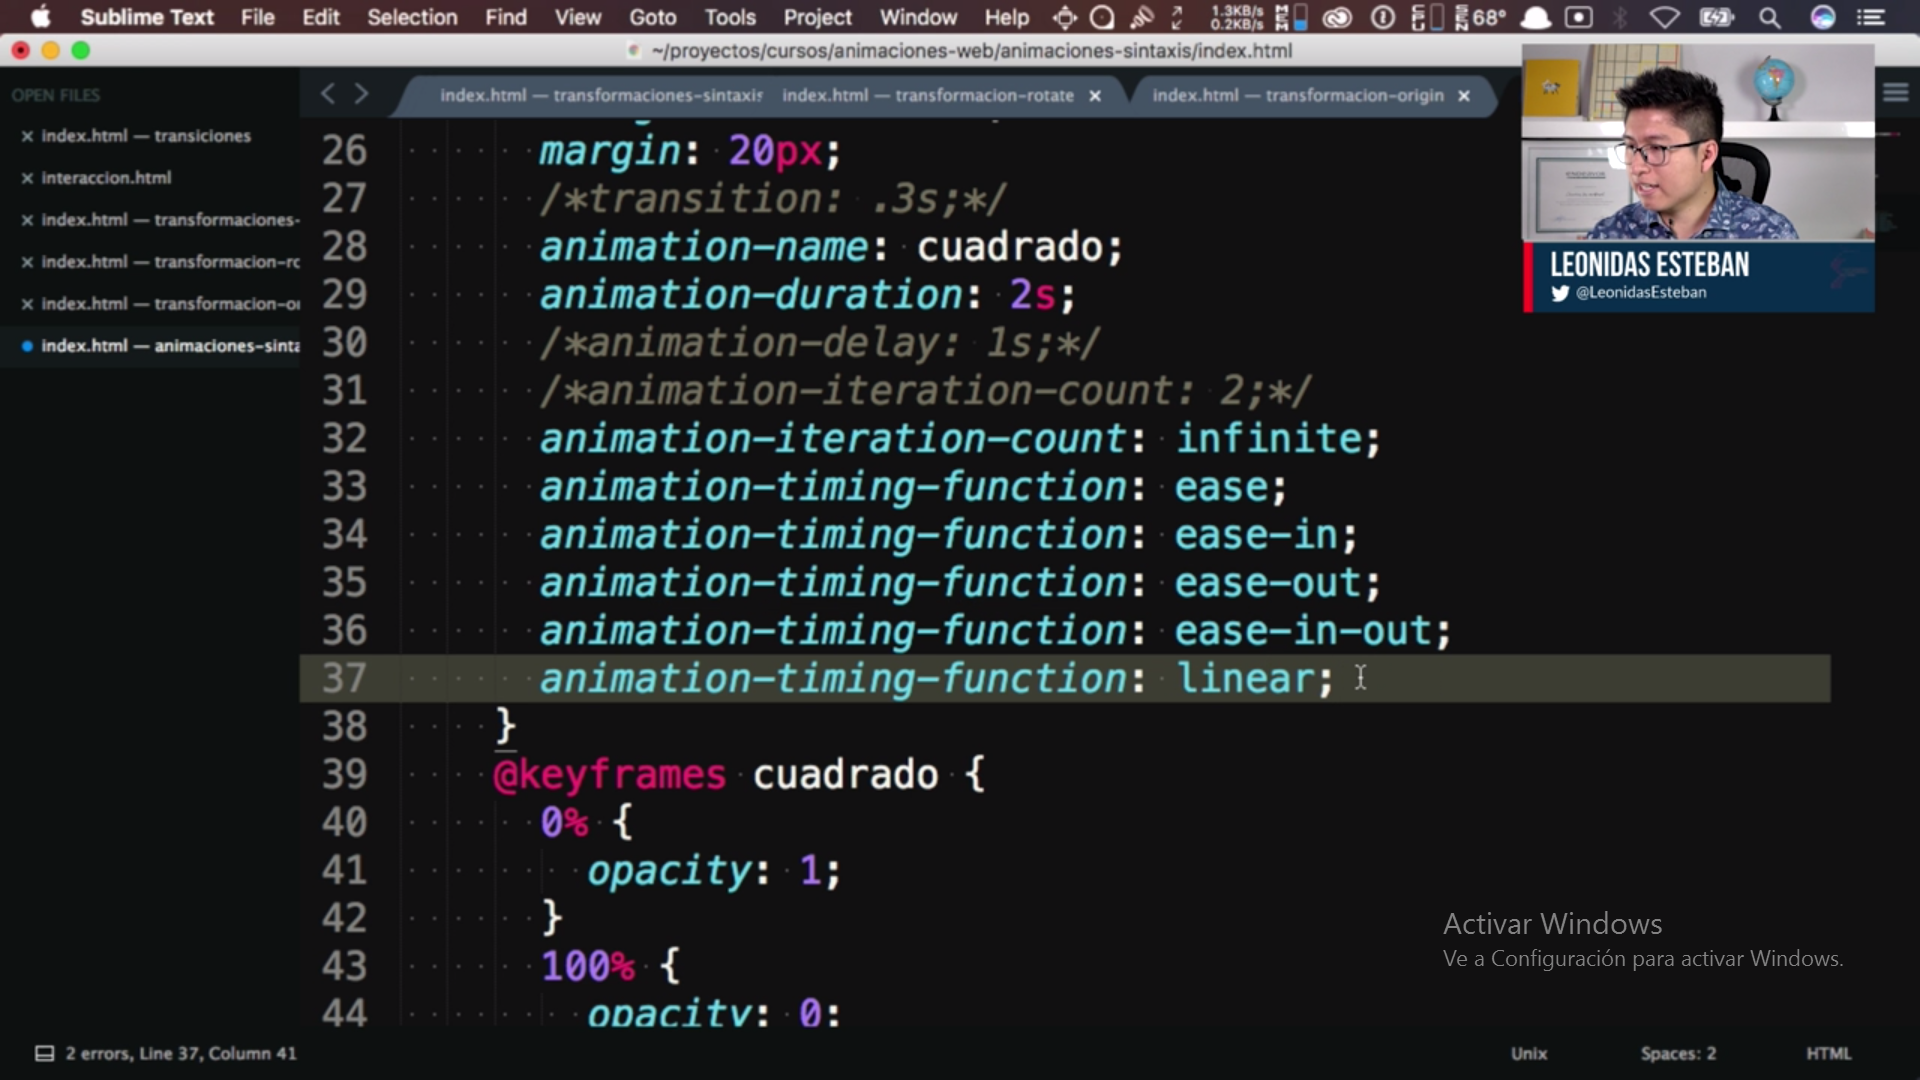 Sublime Text File Edit Selection Find View Goto Tools Project Window Help 1.3KB/s 0.2KB/s MEM CPU SEN 68°
~/proyectos/cursos/animaciones-web/animaciones-sintaxis/index.html
OPEN FILES
index.html — transiciones
interaccion.html
index.html — transformaciones-
index.html — transformacion-ro
index.html — transformacion-or
index.html — animaciones-sinta
index.html — transformaciones-sintaxis
index.html — transformacion-rotate
index.html — transformacion-origin
26 margin: 20px;
27 /*transition: .3s;*/
28 animation-name: cuadrado;
29 animation-duration: 2s;
30 /*animation-delay: 1s;*/
31 /*animation-iteration-count: 2;*/
32 animation-iteration-count: infinite;
33 animation-timing-function: ease;
34 animation-timing-function: ease-in;
35 animation-timing-function: ease-out;
36 animation-timing-function: ease-in-out;
37 animation-timing-function: linear;
38 }
39 @keyframes cuadrado {
40 0% {
41 opacity: 1;
42 }
43 100% {
44 opacity: 0;
LEONIDAS ESTEBAN
@LeonidasEsteban
Activar Windows
Ve a Configuración para activar Windows.
2 errors, Line 37, Column 41
Unix
Spaces: 2
HTML